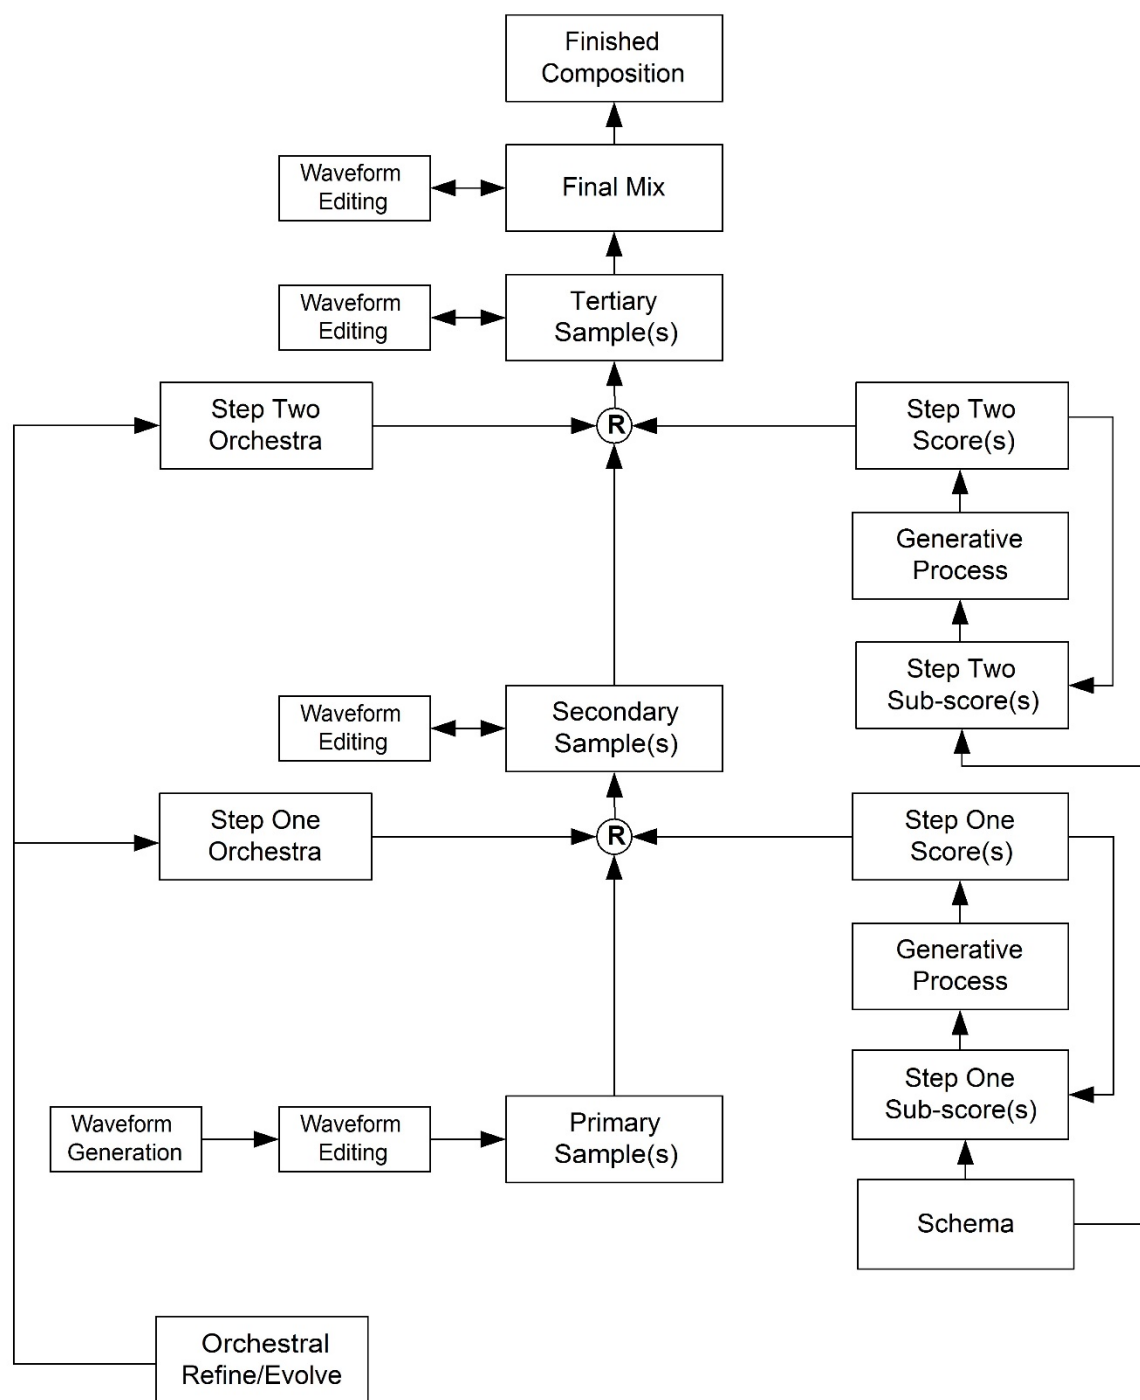 Finished
Composition
Waveform
Editing
Final Mix
Waveform
Editing
Tertiary
Sample(s)
Step Two
Orchestra
R
Step Two
Score(s)
Generative
Process
Step Two
Sub-score(s)
Waveform
Editing
Secondary
Sample(s)
Step One
Orchestra
R
Step One
Score(s)
Generative
Process
Step One
Sub-score(s)
Waveform
Generation
Waveform
Editing
Primary
Sample(s)
Schema
Orchestral
Refine/Evolve